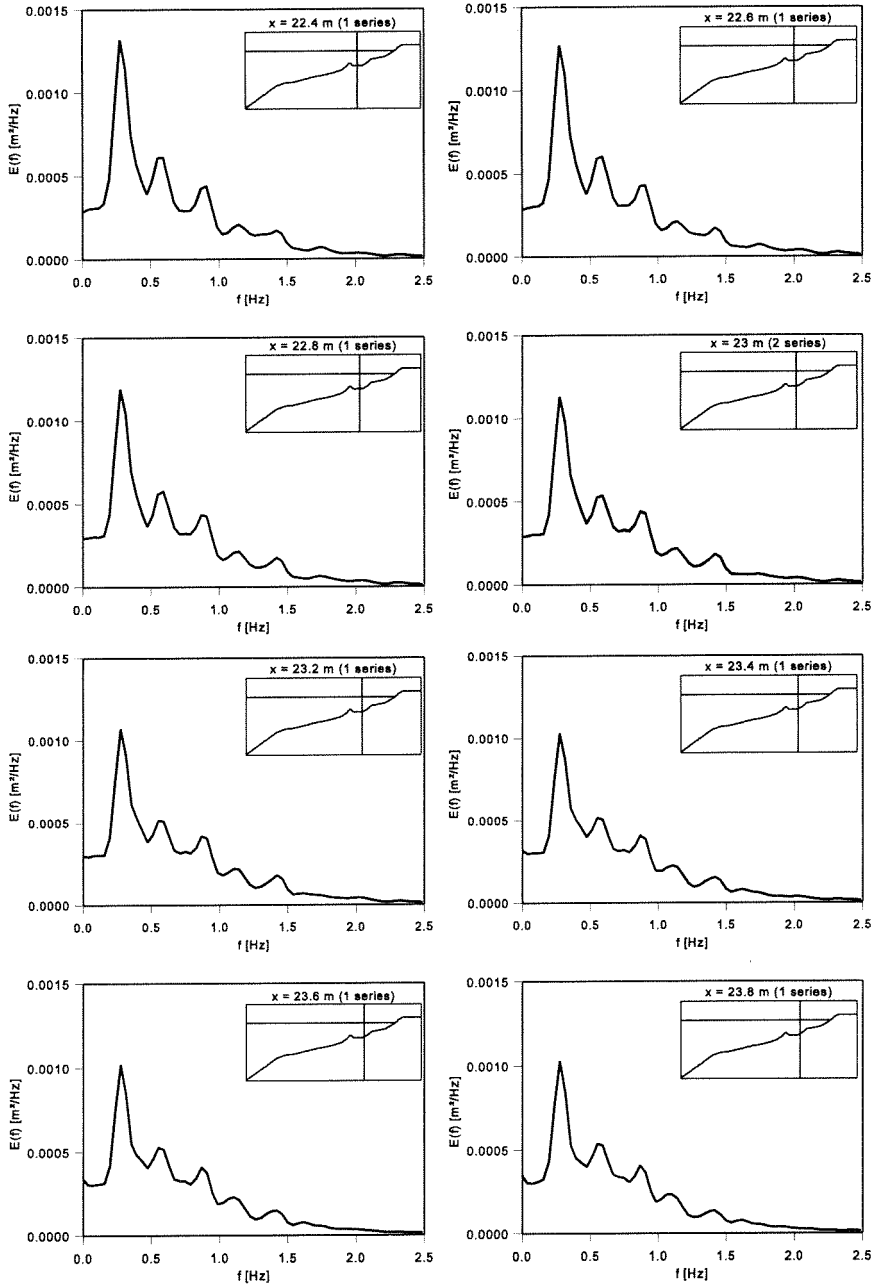 x = 22.4 m (1 series)
0.0015
0.0010
0.0005
0.0000
E(f) [m²/Hz]
0.0 0.5 1.0 1.5 2.0 2.5
f [Hz]
x = 22.6 m (1 series)
0.0015
0.0010
0.0005
0.0000
E(f) [m²/Hz]
0.0 0.5 1.0 1.5 2.0 2.5
f [Hz]
x = 22.8 m (1 series)
0.0015
0.0010
0.0005
0.0000
E(f) [m²/Hz]
0.0 0.5 1.0 1.5 2.0 2.5
f [Hz]
x = 23 m (2 series)
0.0015
0.0010
0.0005
0.0000
E(f) [m²/Hz]
0.0 0.5 1.0 1.5 2.0 2.5
f [Hz]
x = 23.2 m (1 series)
0.0015
0.0010
0.0005
0.0000
E(f) [m²/Hz]
0.0 0.5 1.0 1.5 2.0 2.5
f [Hz]
x = 23.4 m (1 series)
0.0015
0.0010
0.0005
0.0000
E(f) [m²/Hz]
0.0 0.5 1.0 1.5 2.0 2.5
f [Hz]
x = 23.6 m (1 series)
0.0015
0.0010
0.0005
0.0000
E(f) [m²/Hz]
0.0 0.5 1.0 1.5 2.0 2.5
f [Hz]
x = 23.8 m (1 series)
0.0015
0.0010
0.0005
0.0000
E(f) [m²/Hz]
0.0 0.5 1.0 1.5 2.0 2.5
f [Hz]